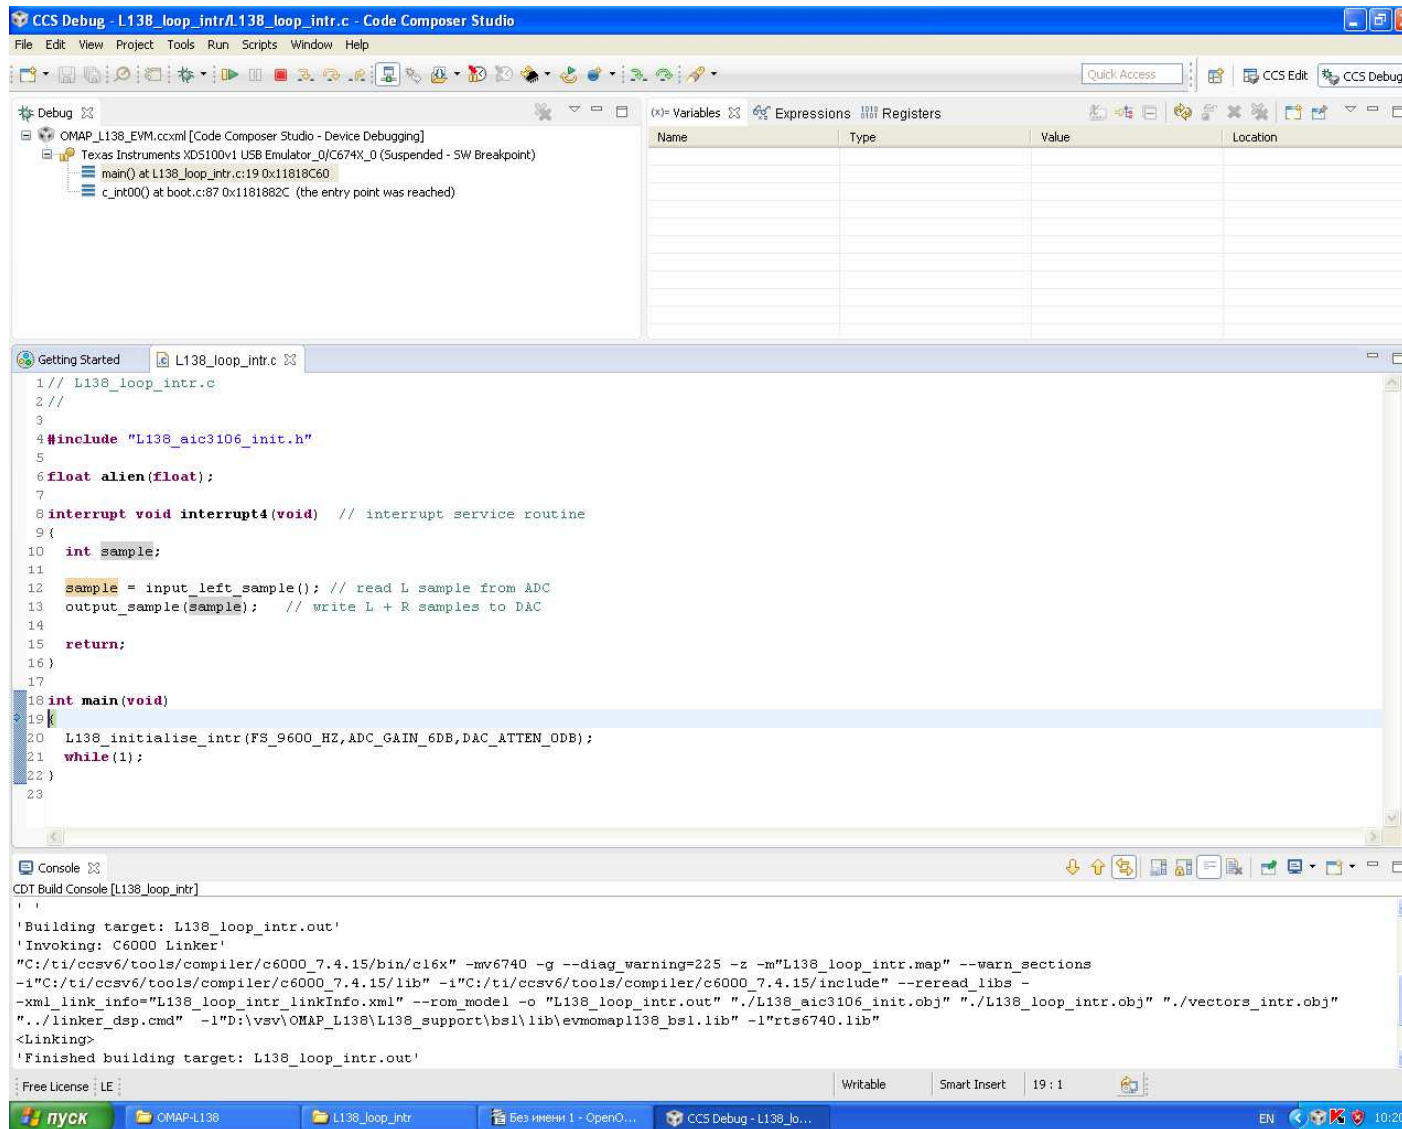 CCS Debug - L138_loop_intr/L138_loop_intr.c - Code Composer Studio
File Edit View Project Tools Run Scripts Window Help
Quick Access CCS Edit CCS Debug
Debug
OMAP_L138_EVM.ccxml [Code Composer Studio - Device Debugging]
Texas Instruments XDS100v1 USB Emulator_0/C674X_0 (Suspended - SW Breakpoint)
main() at L138_loop_intr.c:19 0x11818C60
c_int00() at boot.c:87 0x1181882C (the entry point was reached)
(x)= Variables Expressions Registers
Name Type Value Location
Getting Started L138_loop_intr.c
1 // L138_loop_intr.c
2 //
3
4 #include "L138_aic3106_init.h"
5
6 float alien(float);
7
8 interrupt void interrupt4(void) // interrupt service routine
9 {
10 int sample;
11
12 sample = input_left_sample(); // read L sample from ADC
13 output_sample(sample); // write L + R samples to DAC
14
15 return;
16 }
17
18 int main(void)
19 {
20 L138_initialise_intr(FS_9600_HZ,ADC_GAIN_6DB,DAC_ATTEN_0DB);
21 while(1);
22 }
23
Console
CDT Build Console [L138_loop_intr]
' '
'Building target: L138_loop_intr.out'
'Invoking: C6000 Linker'
"C:/ti/ccsv6/tools/compiler/c6000_7.4.15/bin/cl6x" -mv6740 -g --diag_warning=225 -z -m"L138_loop_intr.map" --warn_sections
-i"C:/ti/ccsv6/tools/compiler/c6000_7.4.15/lib" -i"C:/ti/ccsv6/tools/compiler/c6000_7.4.15/include" --reread_libs -
-xml_link_info="L138_loop_intr_linkInfo.xml" --rom_model -o "L138_loop_intr.out" "./L138_aic3106_init.obj" "./L138_loop_intr.obj" "./vectors_intr.obj"
"../linker_dsp.cmd" -l"D:\vsv\OMAP_L138\L138_support\bsl\lib\evmomapl138_bsl.lib" -l"rts6740.lib"
<Linking>
'Finished building target: L138_loop_intr.out'
Free License LE Writable Smart Insert 19 : 1
пуск OMAP-L138 L138_loop_intr Без имени 1 - OpenO... CCS Debug - L138_lo... EN 10:20